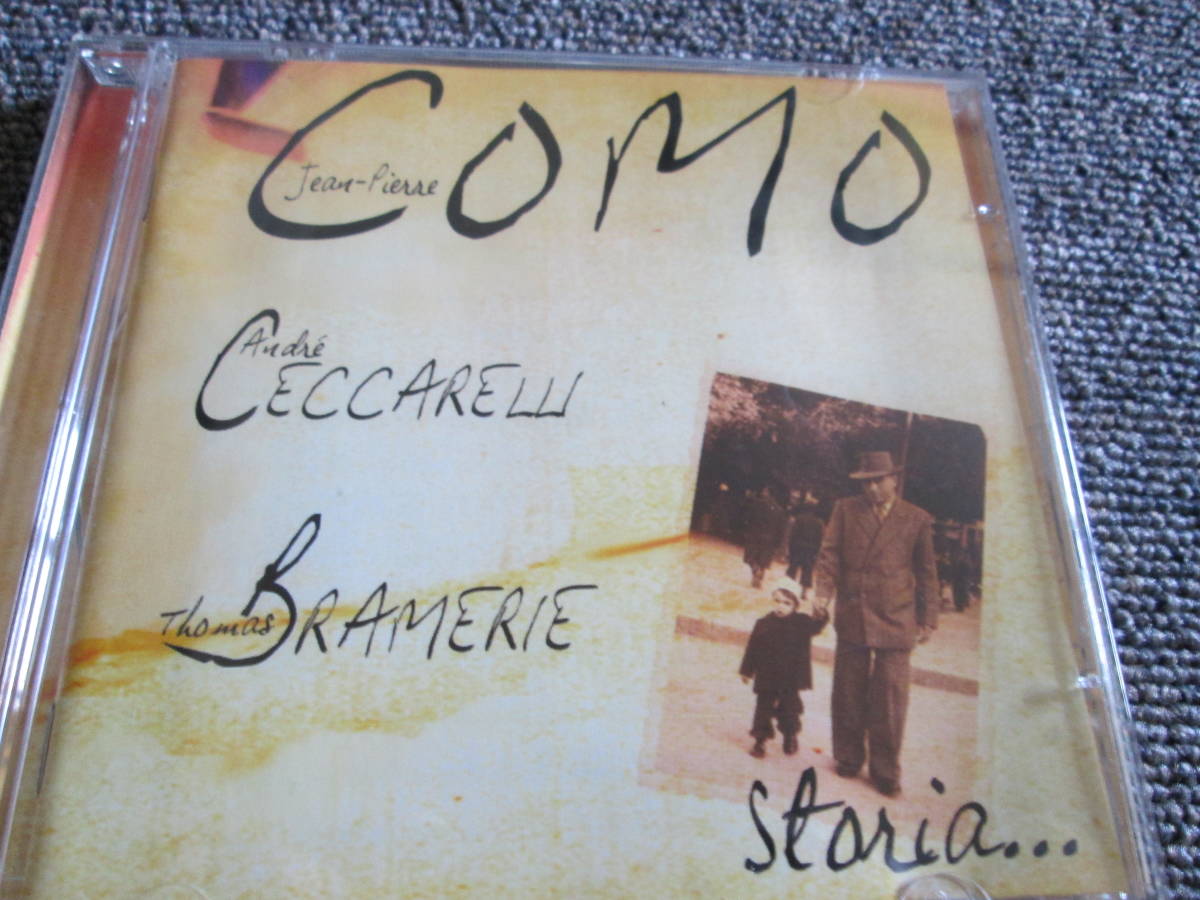 Jean-Pierre COMO
André CECCARELLI
Thomas BRAMERIE
Storia...